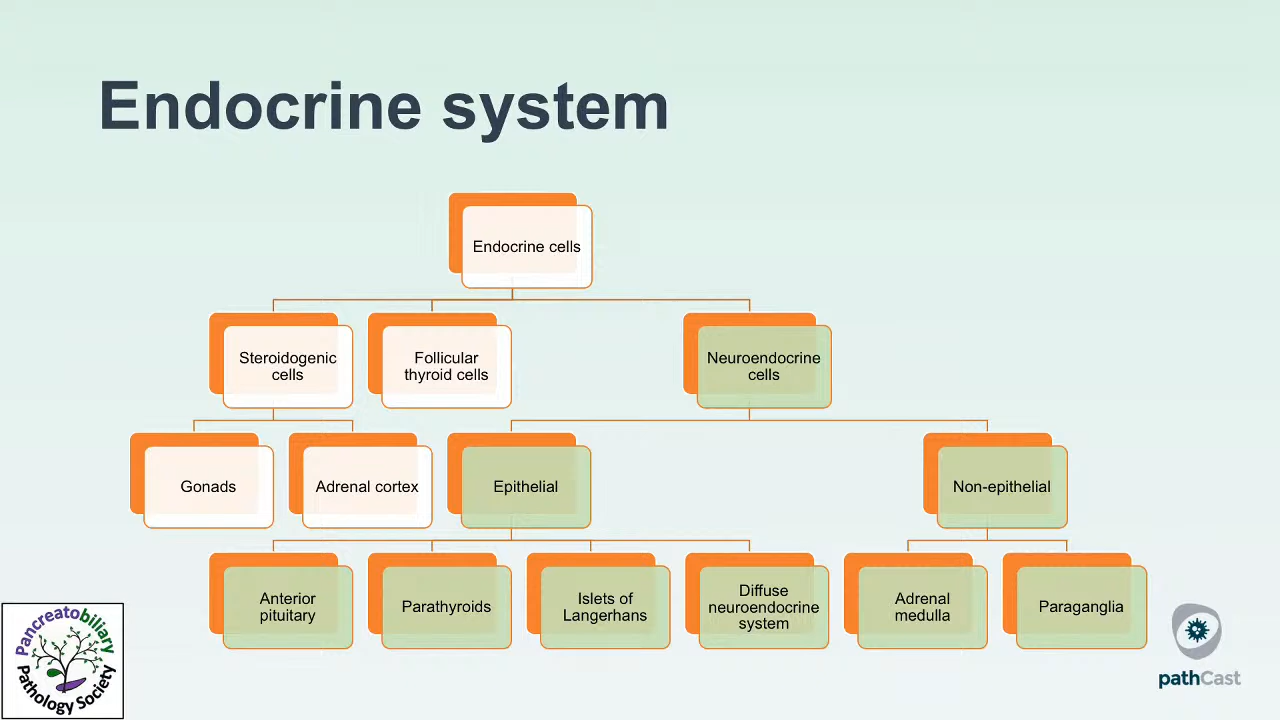 Endocrine system
Endocrine cells
Steroidogenic
cells
Follicular
thyroid cells
Neuroendocrine
cells
Gonads
Adrenal cortex
Epithelial
Non-epithelial
Anterior
pituitary
Parathyroids
Islets of
Langerhans
Diffuse
neuroendocrine
system
Adrenal
medulla
Paraganglia
Pancreatobiliary
Pathology Society
pathCast